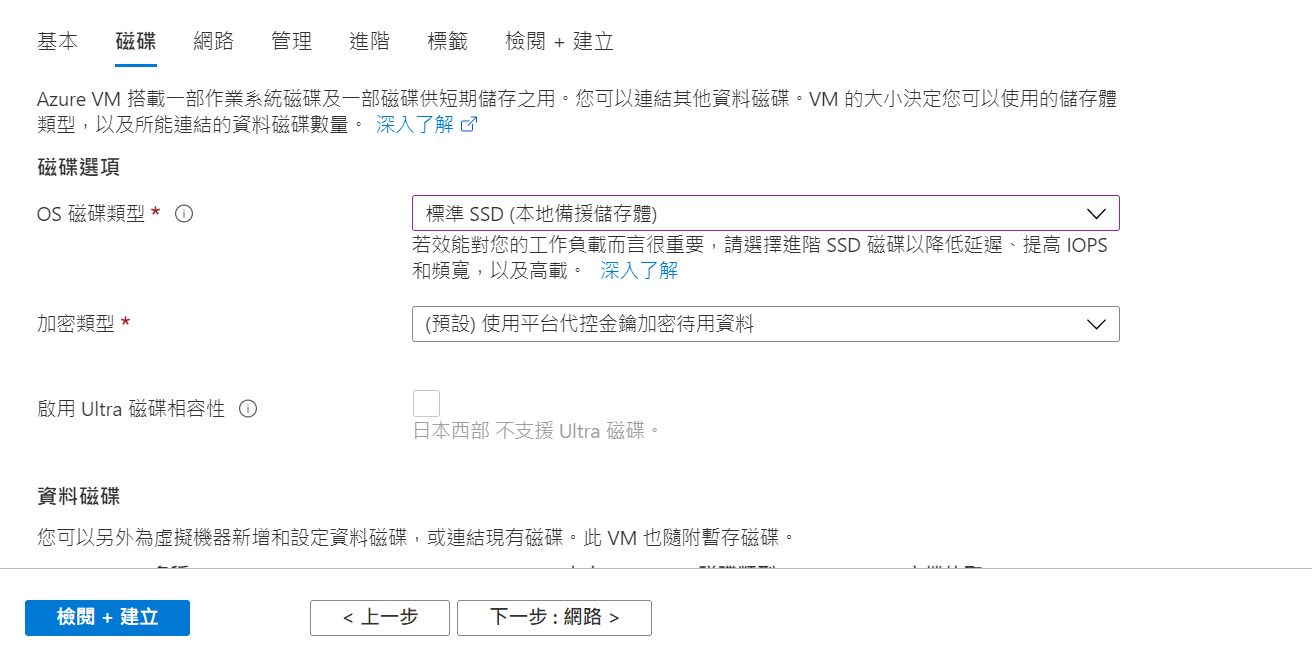 基本 磁碟 網路 管理 進階 標籤 檢閱 + 建立
Azure VM 搭載一部作業系統磁碟及一部磁碟供短期儲存之用。您可以連結其他資料磁碟。VM 的大小決定您可以使用的儲存體
類型，以及所能連結的資料磁碟數量。 深入了解
磁碟選項
OS 磁碟類型 * 標準 SSD (本地備援儲存體)
若效能對您的工作負載而言很重要，請選擇進階 SSD 磁碟以降低延遲、提高 IOPS
和頻寬，以及高載。 深入了解
加密類型 * (預設) 使用平台代控金鑰加密待用資料
啟用 Ultra 磁碟相容性
日本西部 不支援 Ultra 磁碟。
資料磁碟
您可以另外為虛擬機器新增和設定資料磁碟，或連結現有磁碟。此 VM 也隨附暫存磁碟。
檢閱 + 建立 < 上一步 下一步 : 網路 >